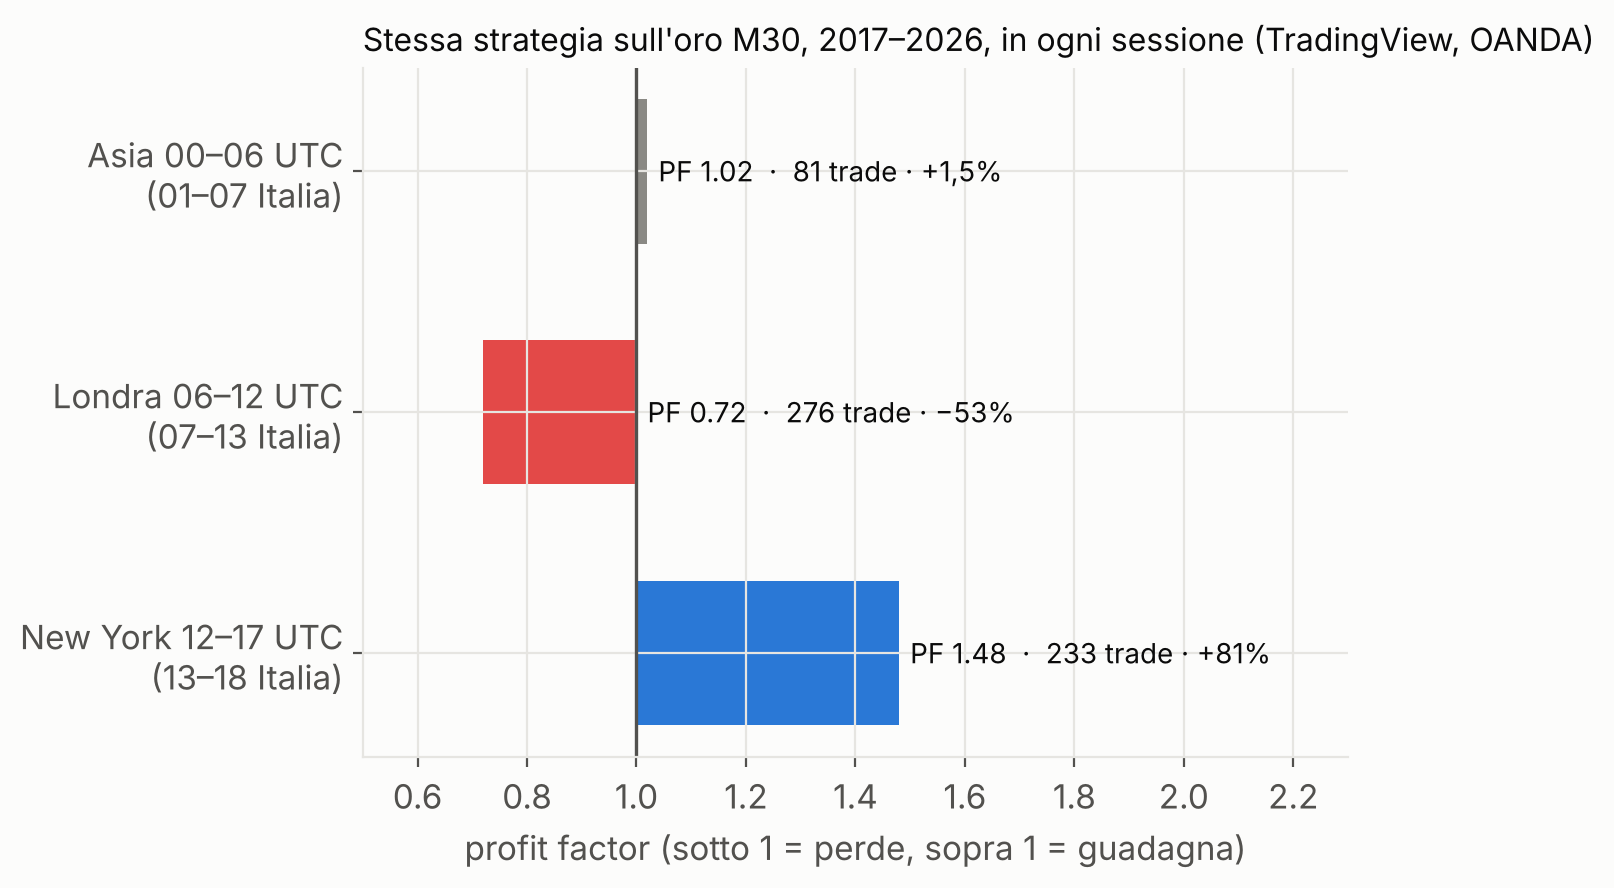 Stessa strategia sull'oro M30, 2017–2026, in ogni sessione (TradingView, OANDA)
Asia 00–06 UTC
(01–07 Italia)
PF 1.02 · 81 trade · +1,5%
Londra 06–12 UTC
(07–13 Italia)
PF 0.72 · 276 trade · −53%
New York 12–17 UTC
(13–18 Italia)
PF 1.48 · 233 trade · +81%
0.6 0.8 1.0 1.2 1.4 1.6 1.8 2.0 2.2
profit factor (sotto 1 = perde, sopra 1 = guadagna)